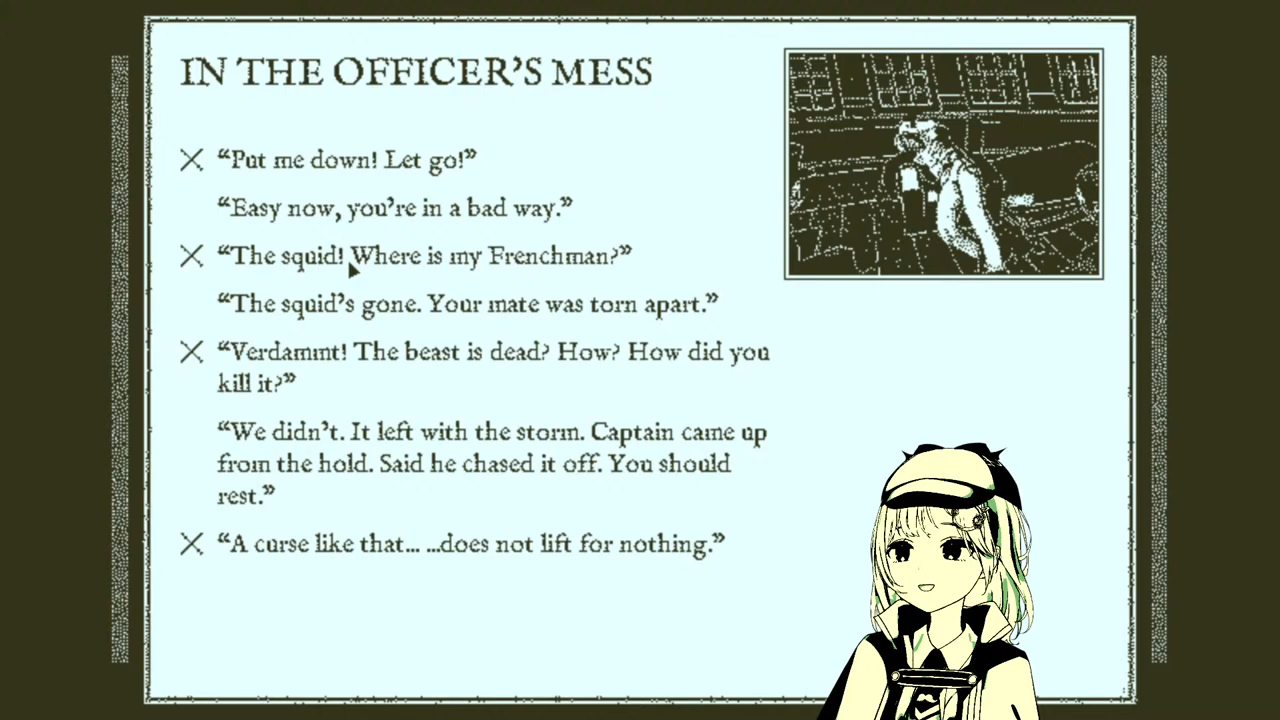 IN THE OFFICER'S MESS
“Put me down! Let go!”
“Easy now, you're in a bad way.”
“The squid! Where is my Frenchman?”
“The squid's gone. Your mate was torn apart.”
“Verdammt! The beast is dead? How? How did you
kill it?”
“We didn't. It left with the storm. Captain came up
from the hold. Said he chased it off. You should
rest.”
“A curse like that... ...does not lift for nothing.”